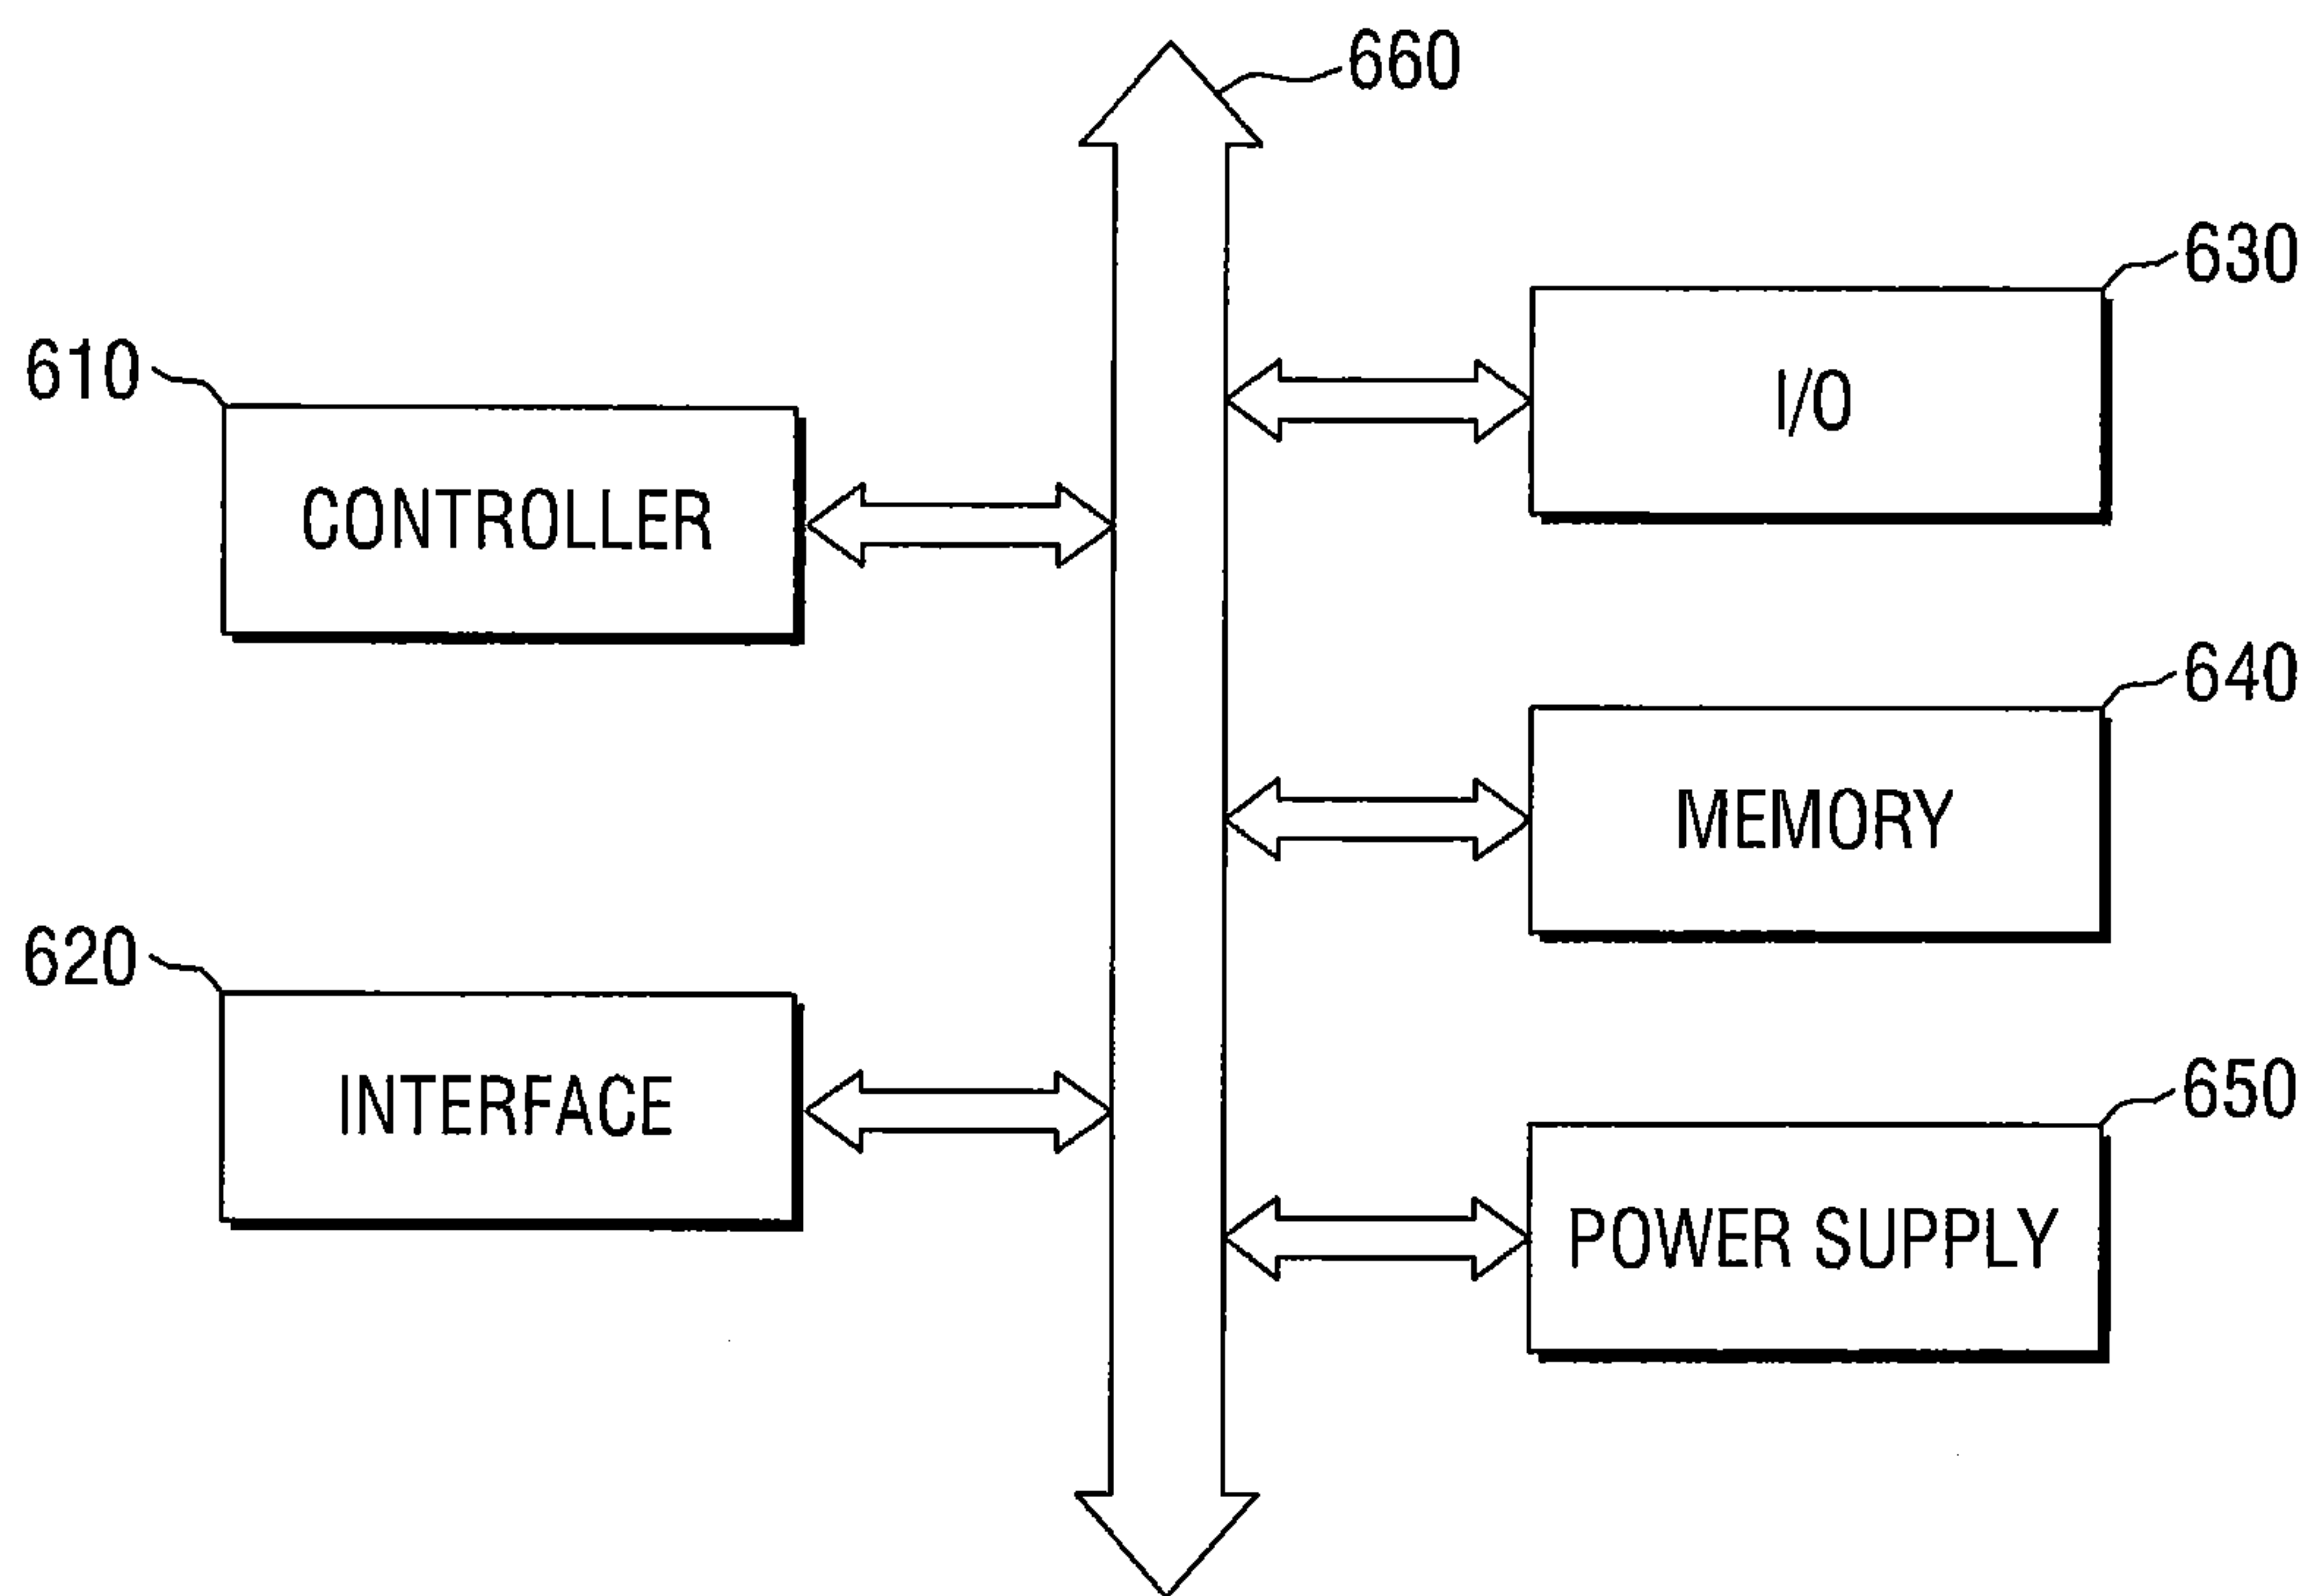 660
630
610
I/O
CONTROLLER
640
MEMORY
620
INTERFACE
650
POWER SUPPLY